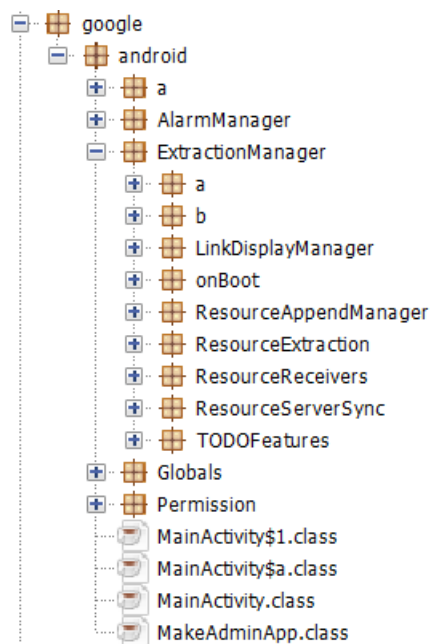 google
android
a
AlarmManager
ExtractionManager
a
b
LinkDisplayManager
onBoot
ResourceAppendManager
ResourceExtraction
ResourceReceivers
ResourceServerSync
TODOFeatures
Globals
Permission
MainActivity$1.class
MainActivity$a.class
MainActivity.class
MakeAdminApp.class